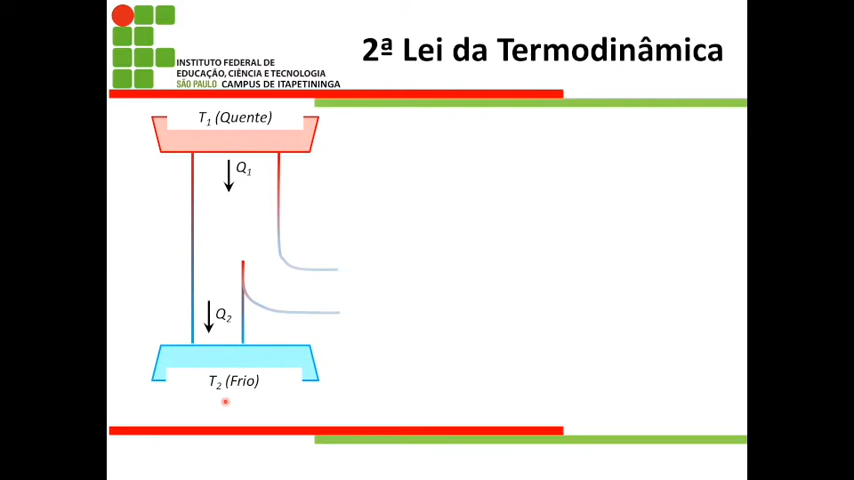 2ª Lei da Termodinâmica
INSTITUTO FEDERAL DE
EDUCAÇÃO, CIÊNCIA E TECNOLOGIA
SÃO PAULO CAMPUS DE ITAPETININGA
T1 (Quente)
Q1
Q2
T2 (Frio)